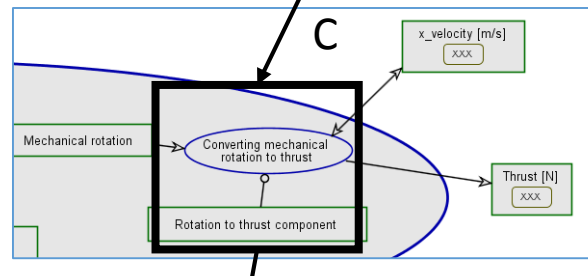 C
x_velocity [m/s]
xxx
Mechanical rotation
Converting mechanical
rotation to thrust
Thrust [N]
xxx
Rotation to thrust component